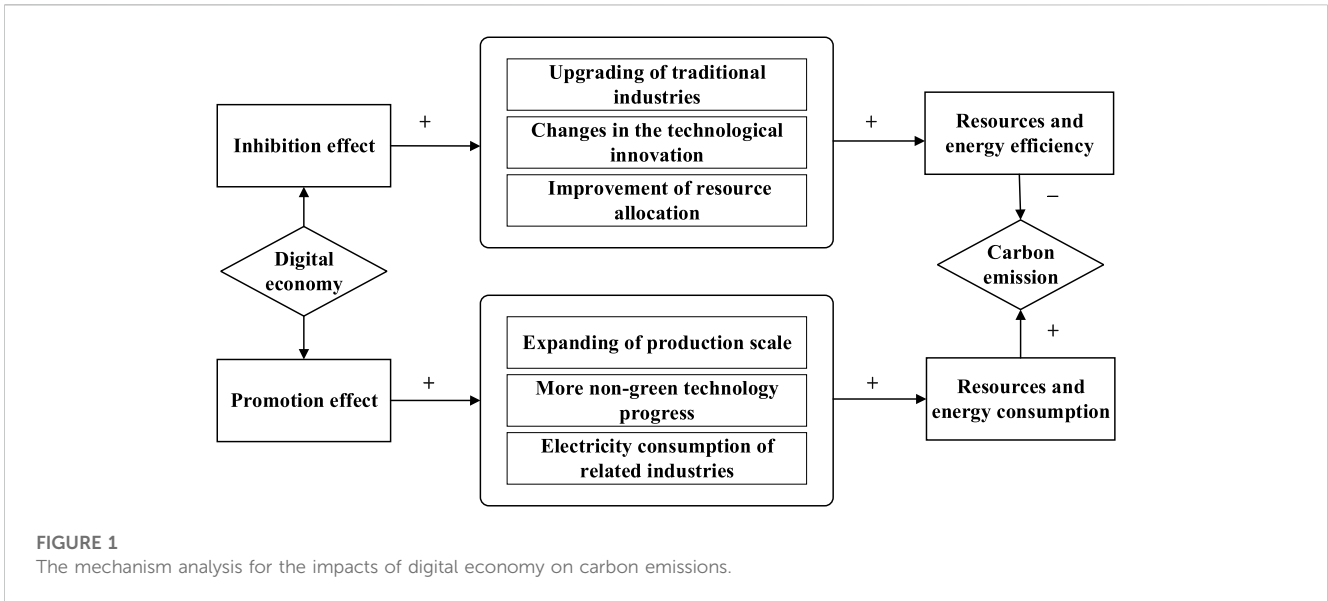 Upgrading of traditional
industries
Inhibition effect
+
Changes in the technological
innovation
+
Resources and
energy efficiency
Improvement of resource
allocation
−
Digital
economy
Carbon
emission
Expanding of production scale
+
Promotion effect
+
More non-green technology
progress
+
Resources and
energy consumption
Electricity consumption of
related industries
FIGURE 1
The mechanism analysis for the impacts of digital economy on carbon emissions.